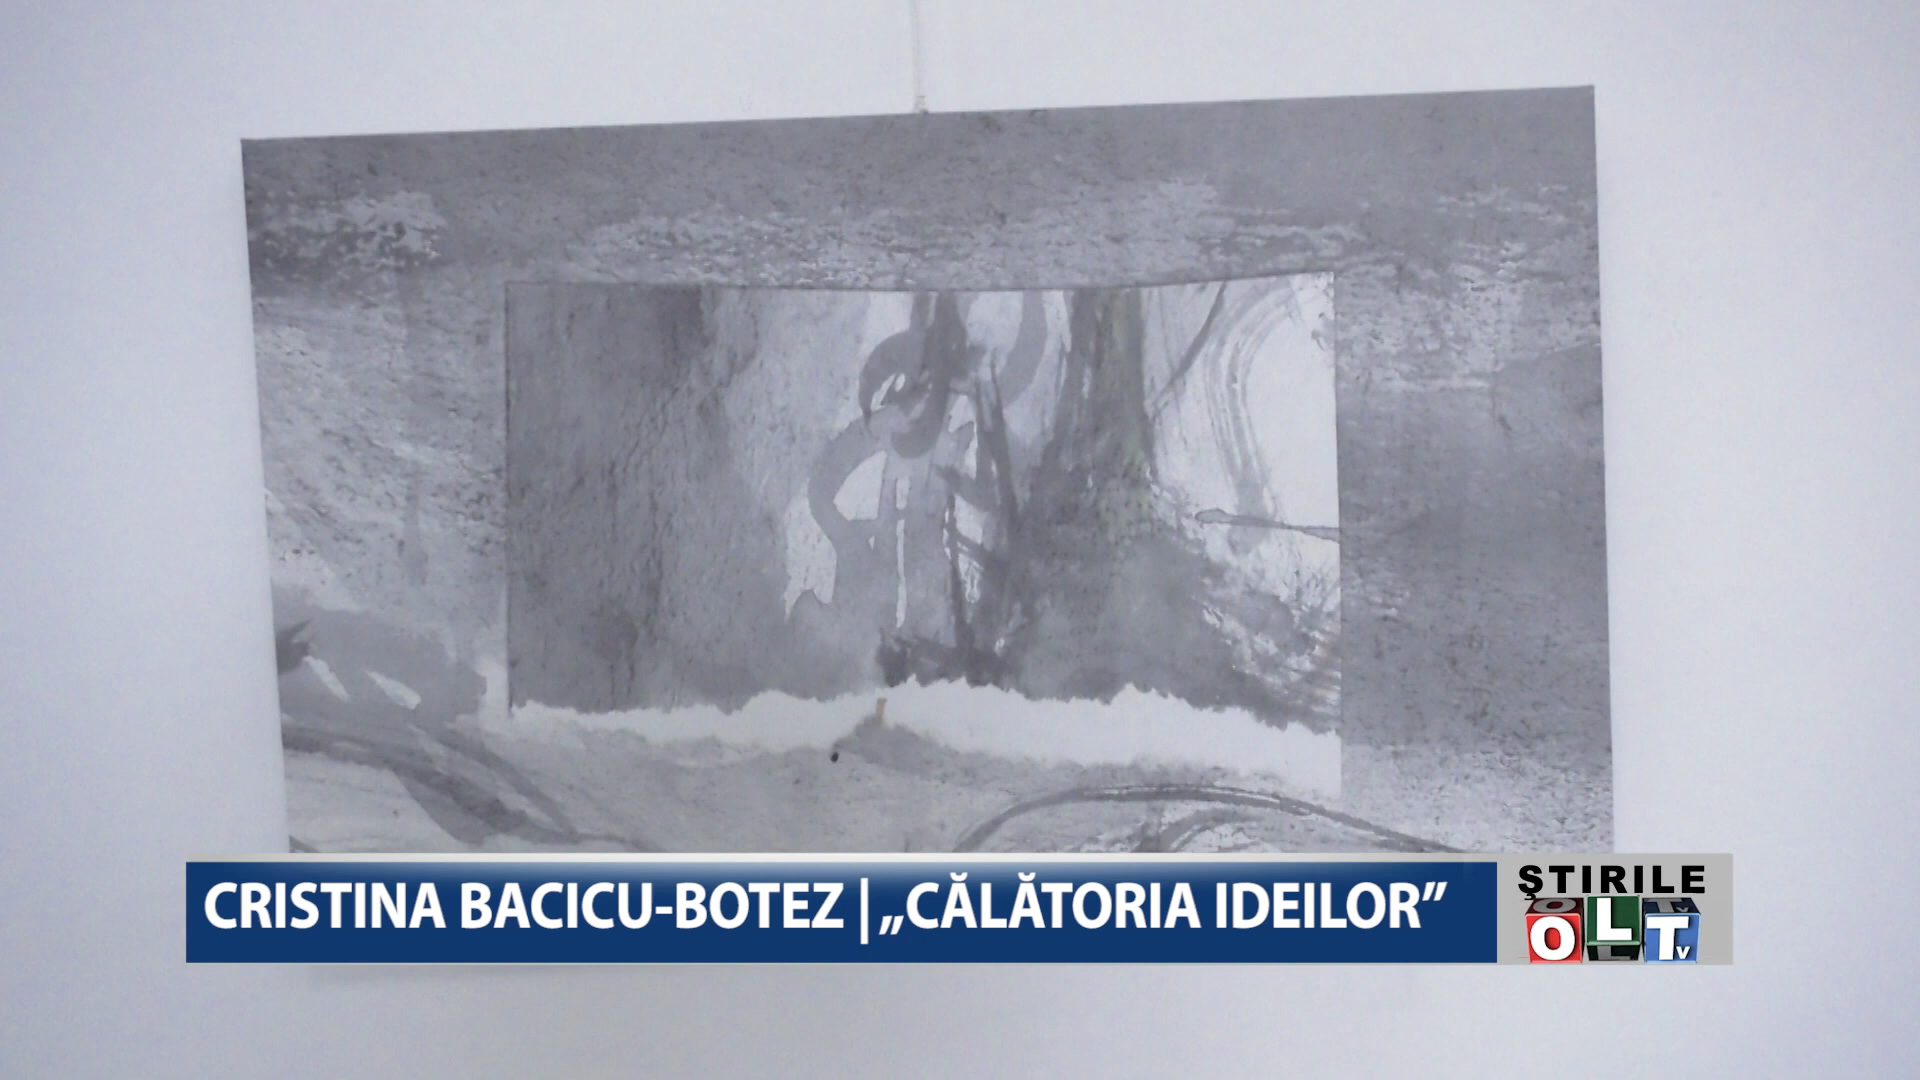 CRISTINA BACICU-BOTEZ | „CĂLĂTORIA IDEILOR”
ŞTIRILE
OLTv